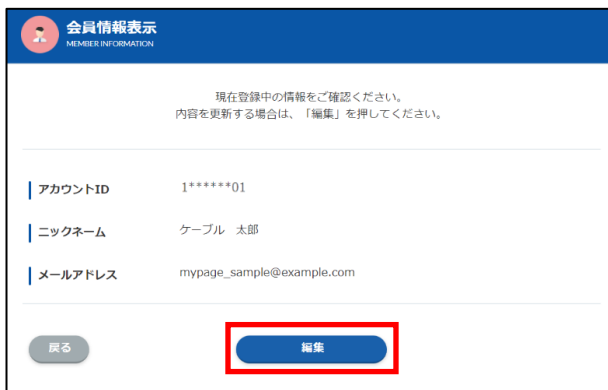 会員情報表示
MEMBER INFORMATION
現在登録中の情報をご確認ください。
内容を更新する場合は、「編集」を押してください。
アカウントID 1******01
ニックネーム ケーブル　太郎
メールアドレス mypage_sample@example.com
戻る 編集